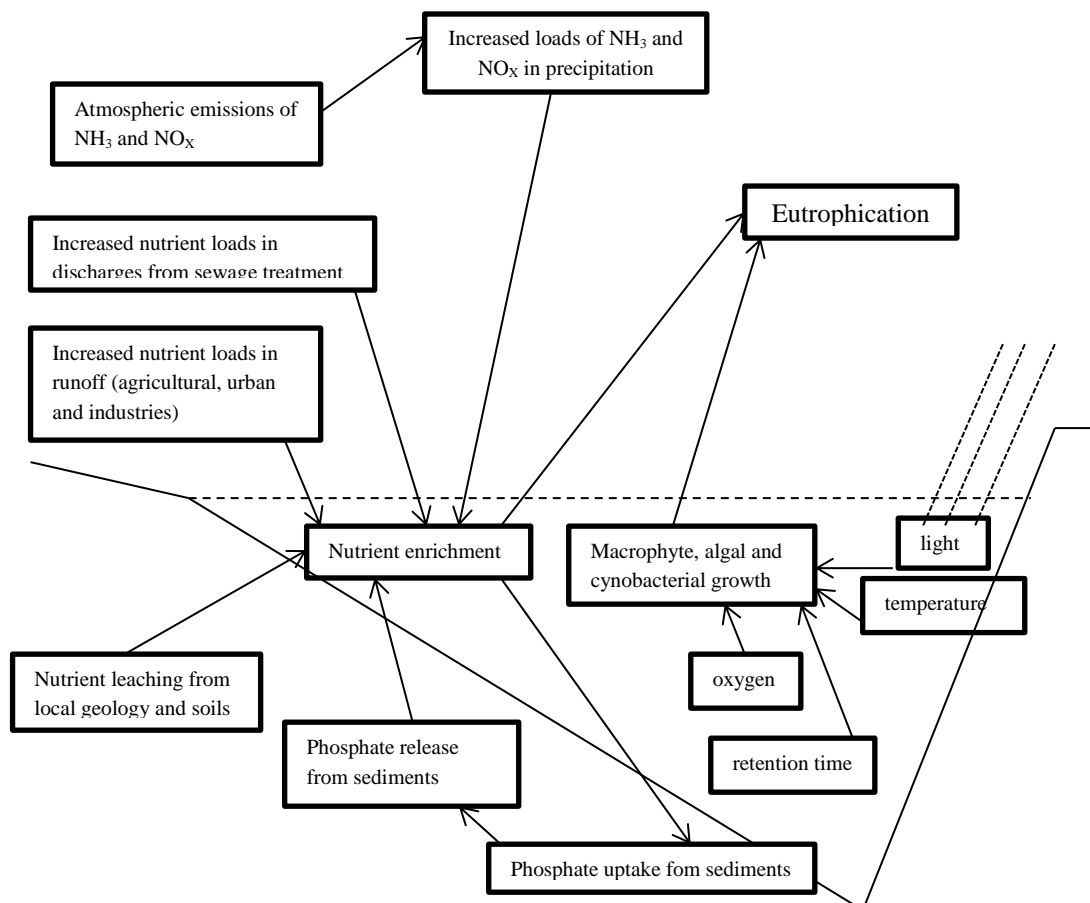 Increased loads of NH₃ and
NOₓ in precipitation
Atmospheric emissions of
NH₃ and NOₓ
Eutrophication
Increased nutrient loads in
discharges from sewage treatment
Increased nutrient loads in
runoff (agricultural, urban
and industries)
Nutrient enrichment
Macrophyte, algal and
cynobacterial growth
light
temperature
Nutrient leaching from
local geology and soils
oxygen
Phosphate release
from sediments
retention time
Phosphate uptake fom sediments